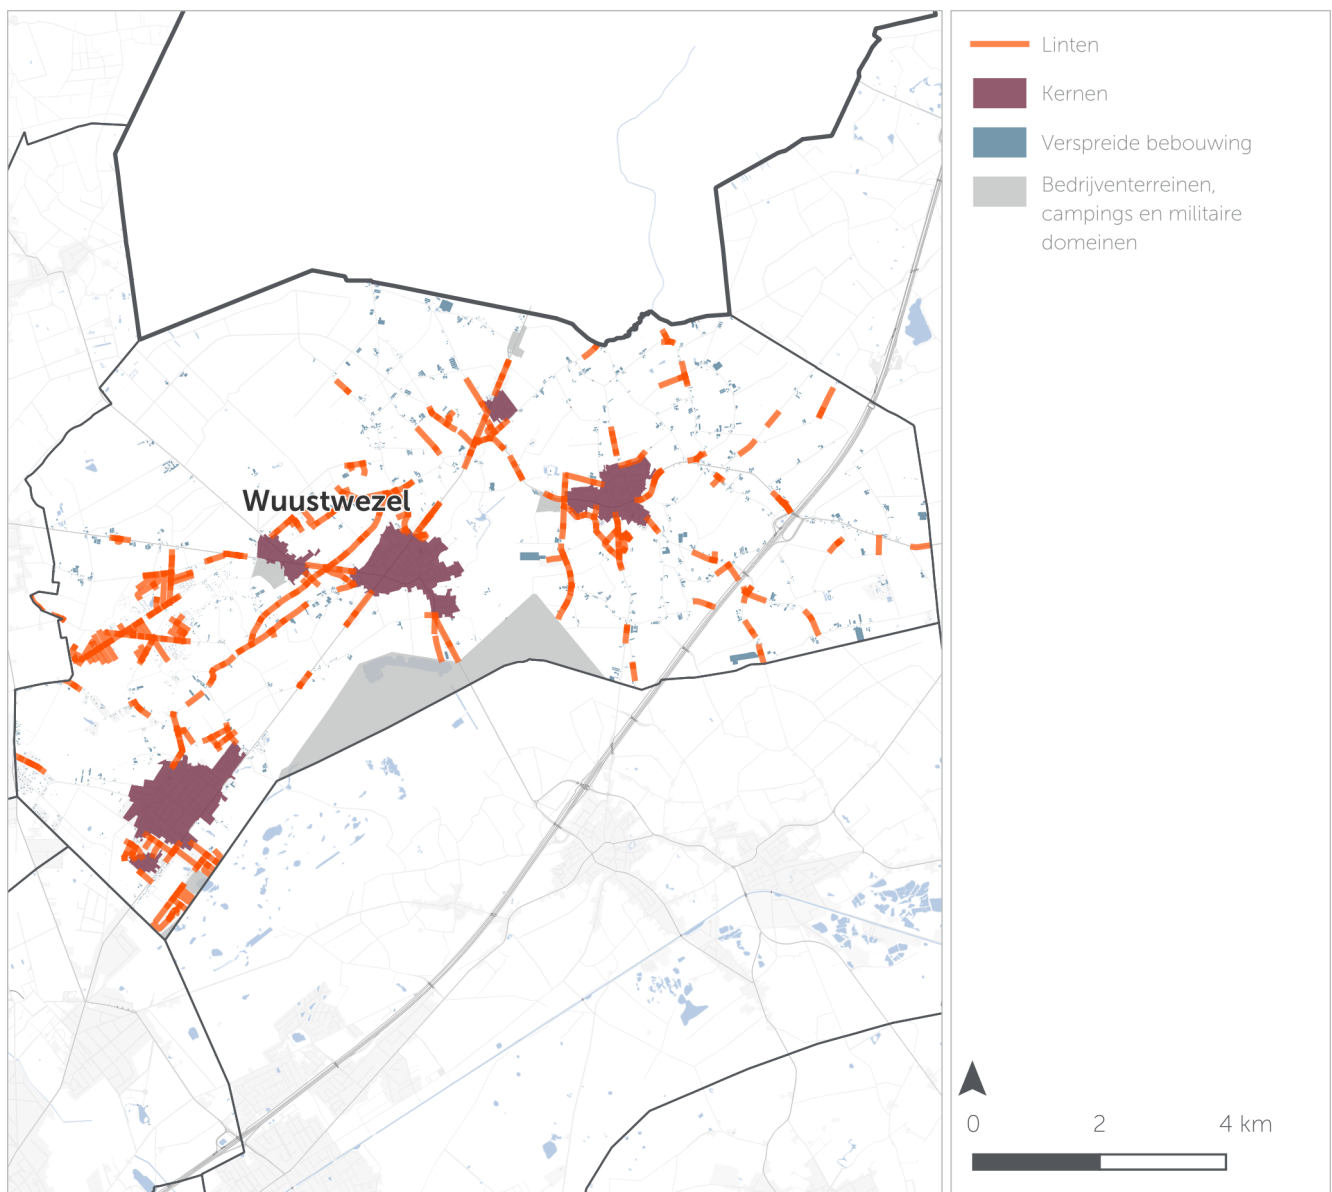 Linten
Kernen
Verspreide bebouwing
Bedrijventerreinen,
campings en militaire
domeinen
Wuustwezel
0 2 4 km